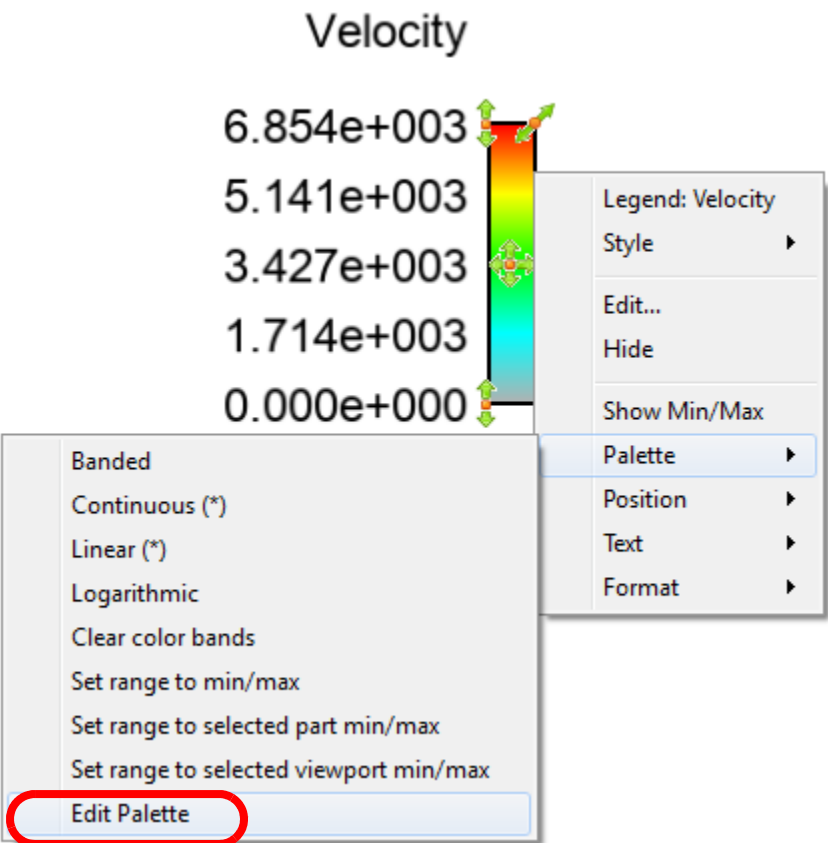 Velocity
6.854e+003
5.141e+003
3.427e+003
1.714e+003
0.000e+000
Legend: Velocity
Style
Edit...
Hide
Show Min/Max
Palette
Position
Text
Format
Banded
Continuous (*)
Linear (*)
Logarithmic
Clear color bands
Set range to min/max
Set range to selected part min/max
Set range to selected viewport min/max
Edit Palette